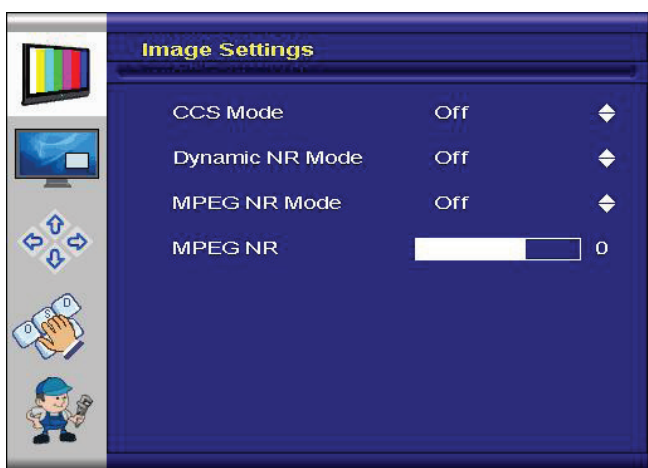 Image Settings
CCS Mode Off
Dynamic NR Mode Off
MPEG NR Mode Off
MPEG NR 0
O S D